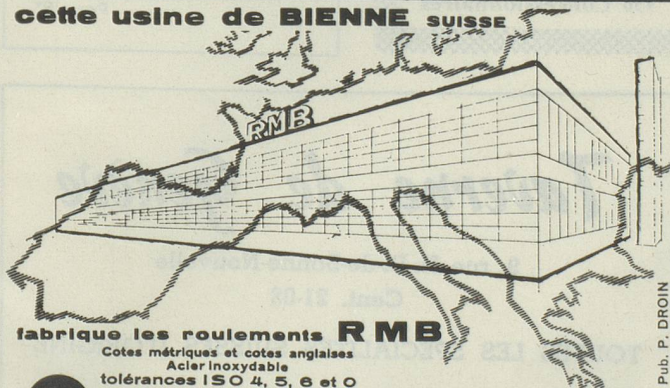 cette usine de BIENNE SUISSE
RMB
fabrique les roulements RMB
Cotes métriques et cotes anglaises
Acier inoxydable
tolérances ISO 4, 5, 6 et O
Pub. P. DROIN